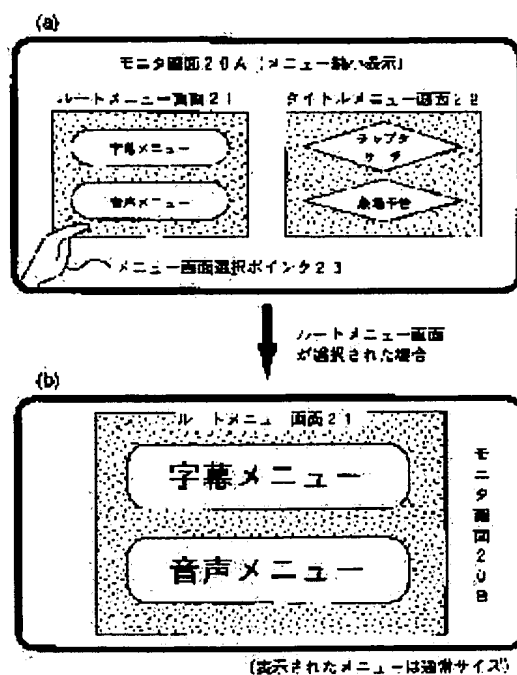 (a)
モニタ画面20A(メニュー縮小表示)
ルートメニュー画面21
タイトルメニュー画面22
字幕メニュー
音声メニュー
チャプタ
メニュー画面選択ポインタ23
ルートメニュー画面
が選択された場合
(b)
ルートメニュー画面21
字幕メニュー
音声メニュー
モニタ画面20B
(表示されたメニューは通常サイズ)